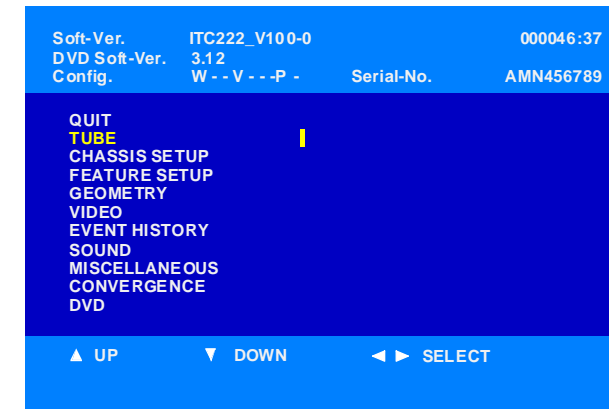 Soft-Ver. ITC222_V100-0 000046:37
DVD Soft-Ver. 3.12
Config. W - - V - - -P - Serial-No. AMN456789
QUIT
TUBE
CHASSIS SETUP
FEATURE SETUP
GEOMETRY
VIDEO
EVENT HISTORY
SOUND
MISCELLANEOUS
CONVERGENCE
DVD
▲ UP ▼ DOWN ◄ ► SELECT